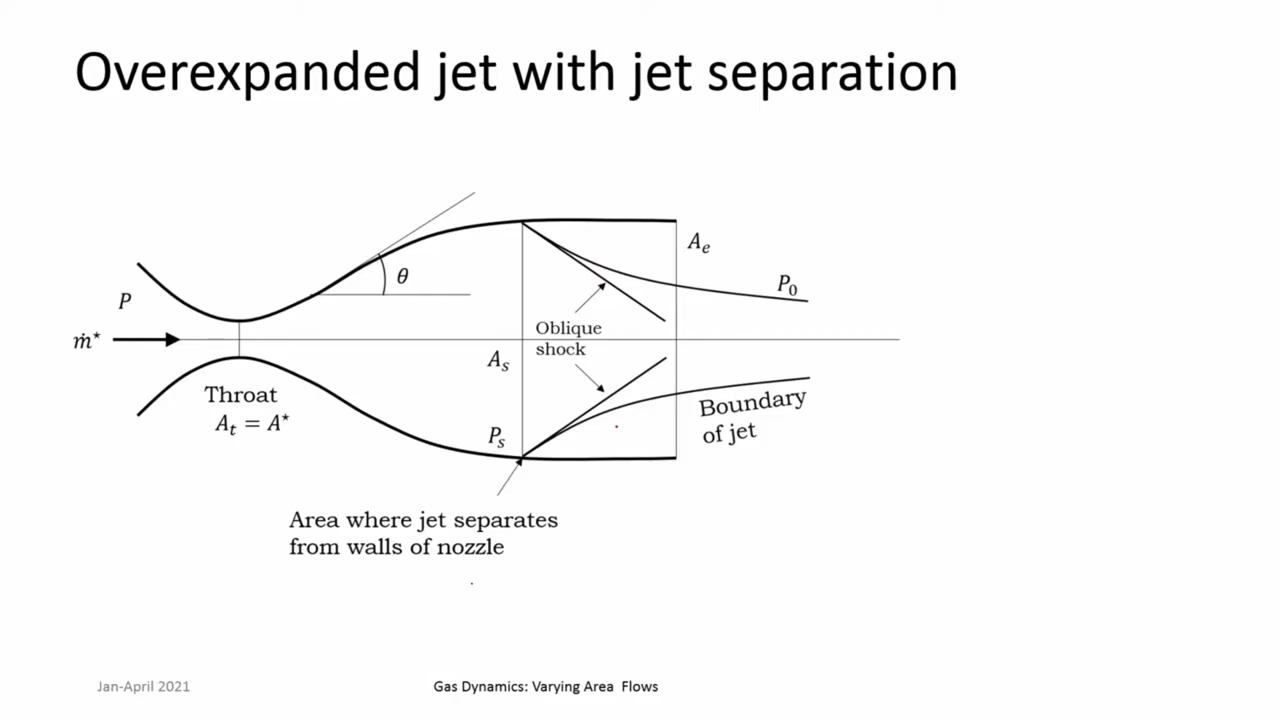 Overexpanded jet with jet separation
P
ṁ*
θ
A_e
P_0
Oblique
shock
A_s
Throat
A_t = A*
P_s
Boundary
of jet
Area where jet separates
from walls of nozzle
Jan-April 2021
Gas Dynamics: Varying Area Flows